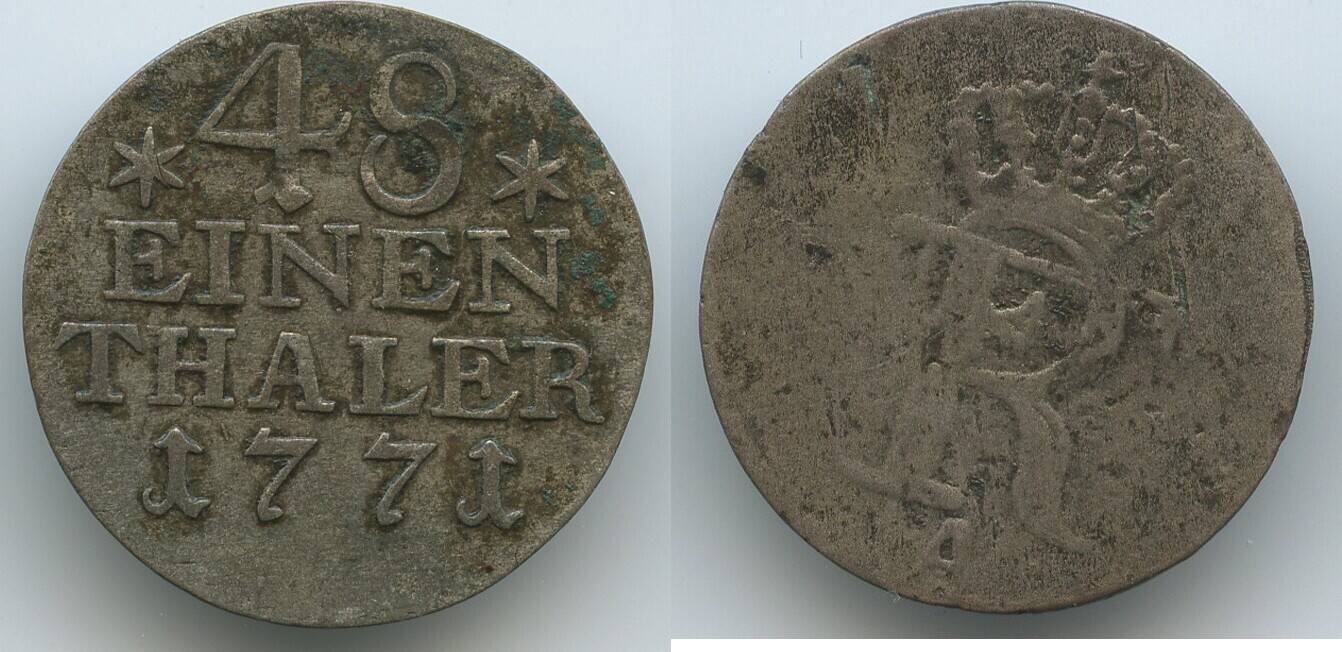 * 48 *
EINEN
THALER
1771